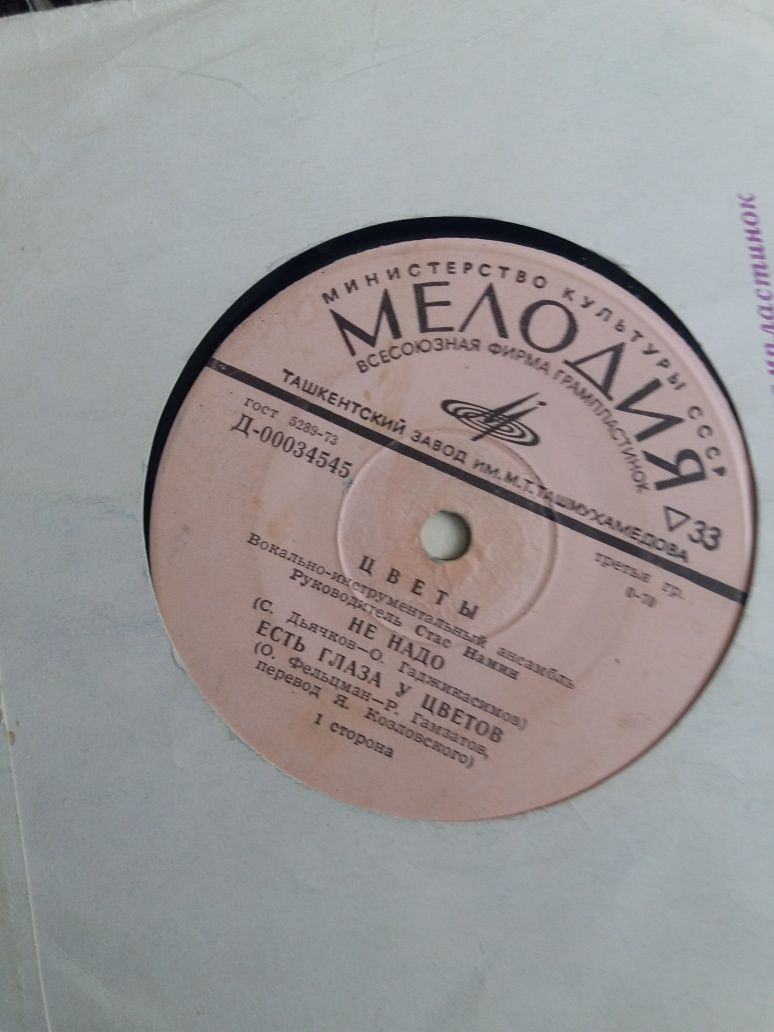 МИНИСТЕРСТВО КУЛЬТУРЫ СССР,
МЕЛОДИЯ
ВСЕСОЮЗНАЯ ФИРМА ГРАМПЛАСТИНОК
33
ТАШКЕНТСКИЙ ЗАВОД ИМ. М. Т. ТАШМУХАМЕДОВА
ГОСТ 5289-73
Д-00034545
третья гр.
0-70
ЦВЕТЫ
Вокально-инструментальный ансамбль
Руководитель Стас Намин
НЕ НАДО
(С. Дьячков—О. Гаджикасимов)
ЕСТЬ ГЛАЗА У ЦВЕТОВ
(О. Фельцман—Р. Гамзатов,
перевод Я. Козловского)
1 сторона